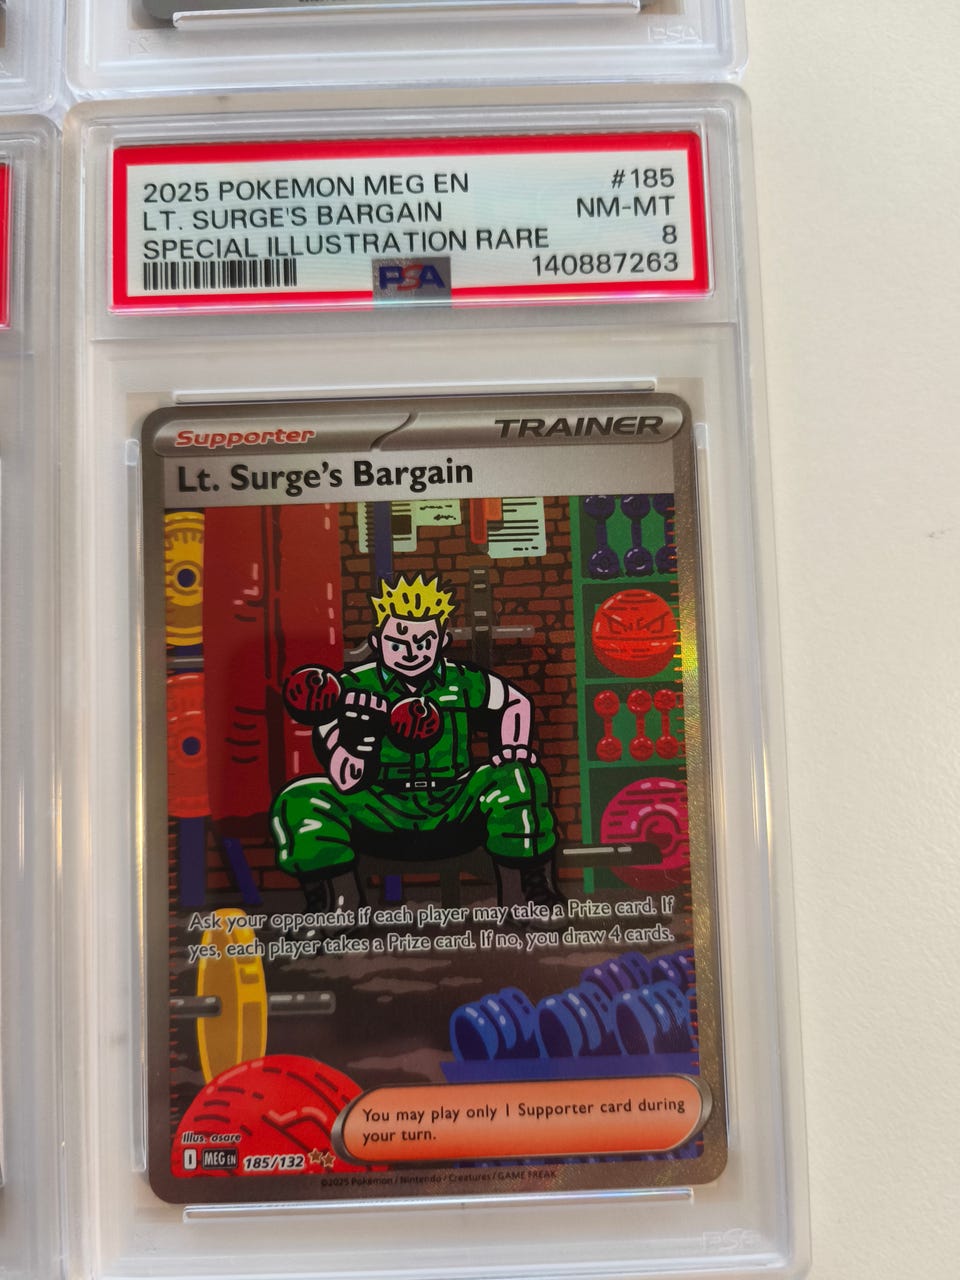 PSA
2025 POKEMON MEG EN #185
LT. SURGE'S BARGAIN NM-MT
SPECIAL ILLUSTRATION RARE 8
PSA 140887263
Supporter TRAINER
Lt. Surge's Bargain
Ask your opponent if each player may take a Prize card. If
yes, each player takes a Prize card. If no, you draw 4 cards.
You may play only 1 Supporter card during
your turn.
Illus. osare
I MEG EN 185/132
©2025 Pokémon / Nintendo / Creatures / GAME FREAK
PSA